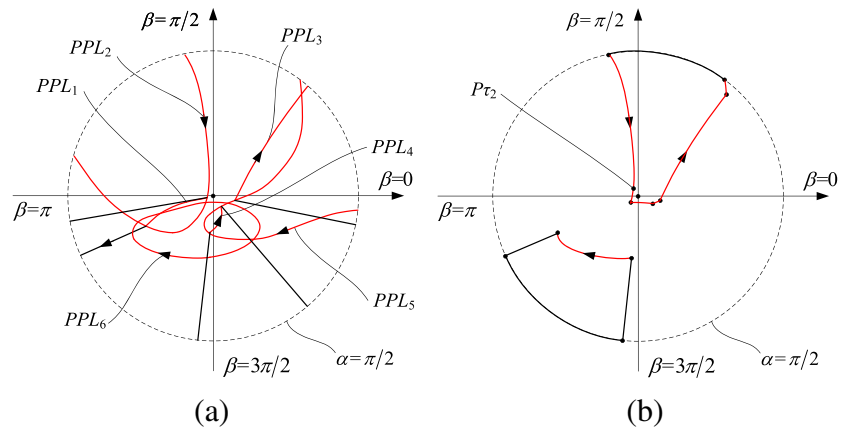 β=π/2
PPL₂
PPL₃
PPL₁
PPL₄
β=0
β=π
PPL₆
PPL₅
α=π/2
β=3π/2
(a)
β=π/2
Pτ₂
β=0
β=π
α=π/2
β=3π/2
(b)